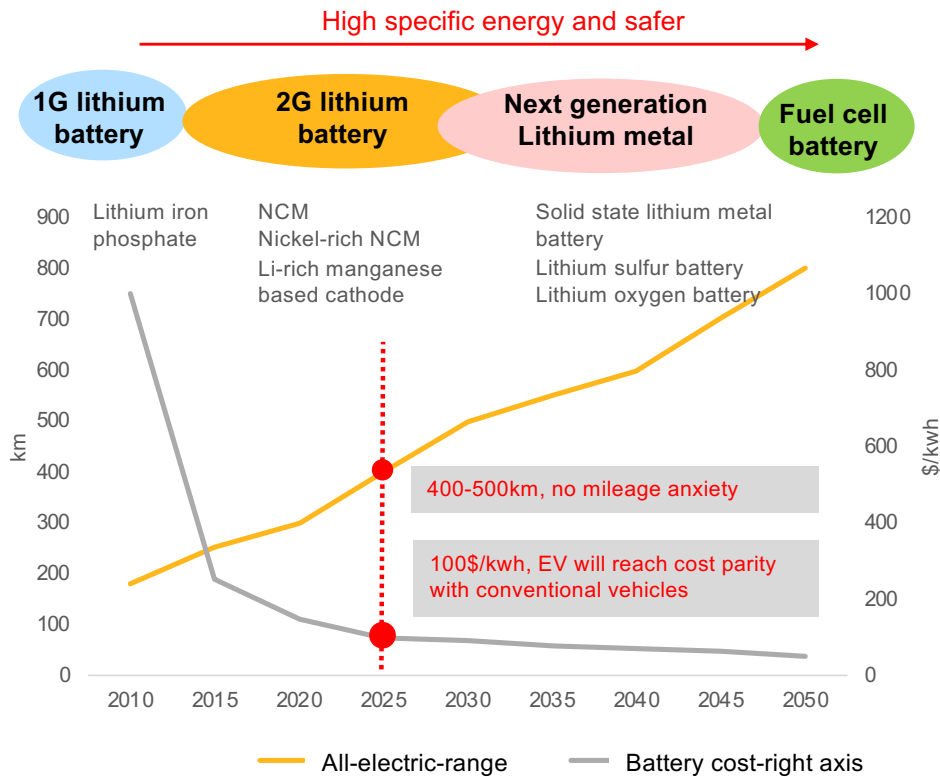 High specific energy and safer
1G lithium
battery
2G lithium
battery
Next generation
Lithium metal
Fuel cell
battery
Lithium iron
phosphate
NCM
Nickel-rich NCM
Li-rich manganese
based cathode
Solid state lithium metal
battery
Lithium sulfur battery
Lithium oxygen battery
900
800
700
600
500
400
300
200
100
0
km
1200
1000
800
600
400
200
0
$/kwh
400-500km, no mileage anxiety
100$/kwh, EV will reach cost parity
with conventional vehicles
2010 2015 2020 2025 2030 2035 2040 2045 2050
All-electric-range
Battery cost-right axis